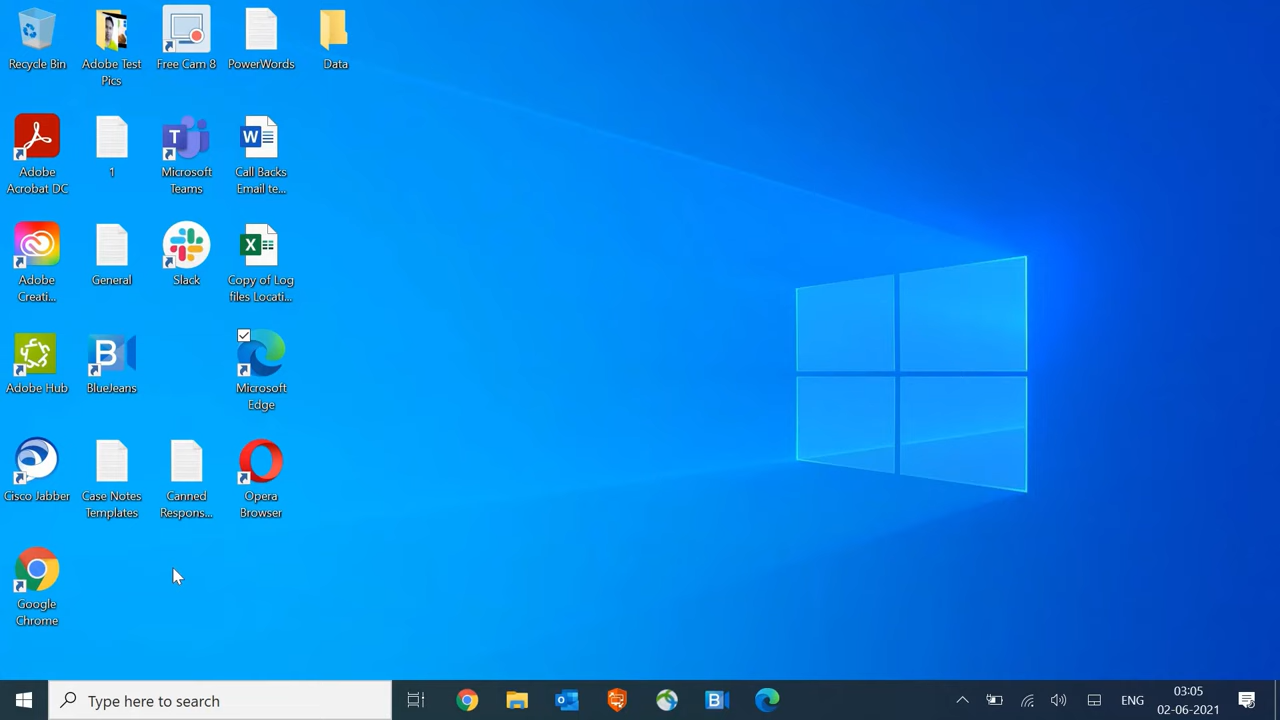 Recycle Bin
Adobe Test
Pics
Free Cam 8
PowerWords
Data
Adobe
Acrobat DC
1
Microsoft
Teams
Call Backs
Email te...
Adobe
Creati...
General
Slack
Copy of Log
files Locati...
Adobe Hub
BlueJeans
Microsoft
Edge
Cisco Jabber
Case Notes
Templates
Canned
Respons...
Opera
Browser
Google
Chrome
Type here to search
ENG
03:05
02-06-2021